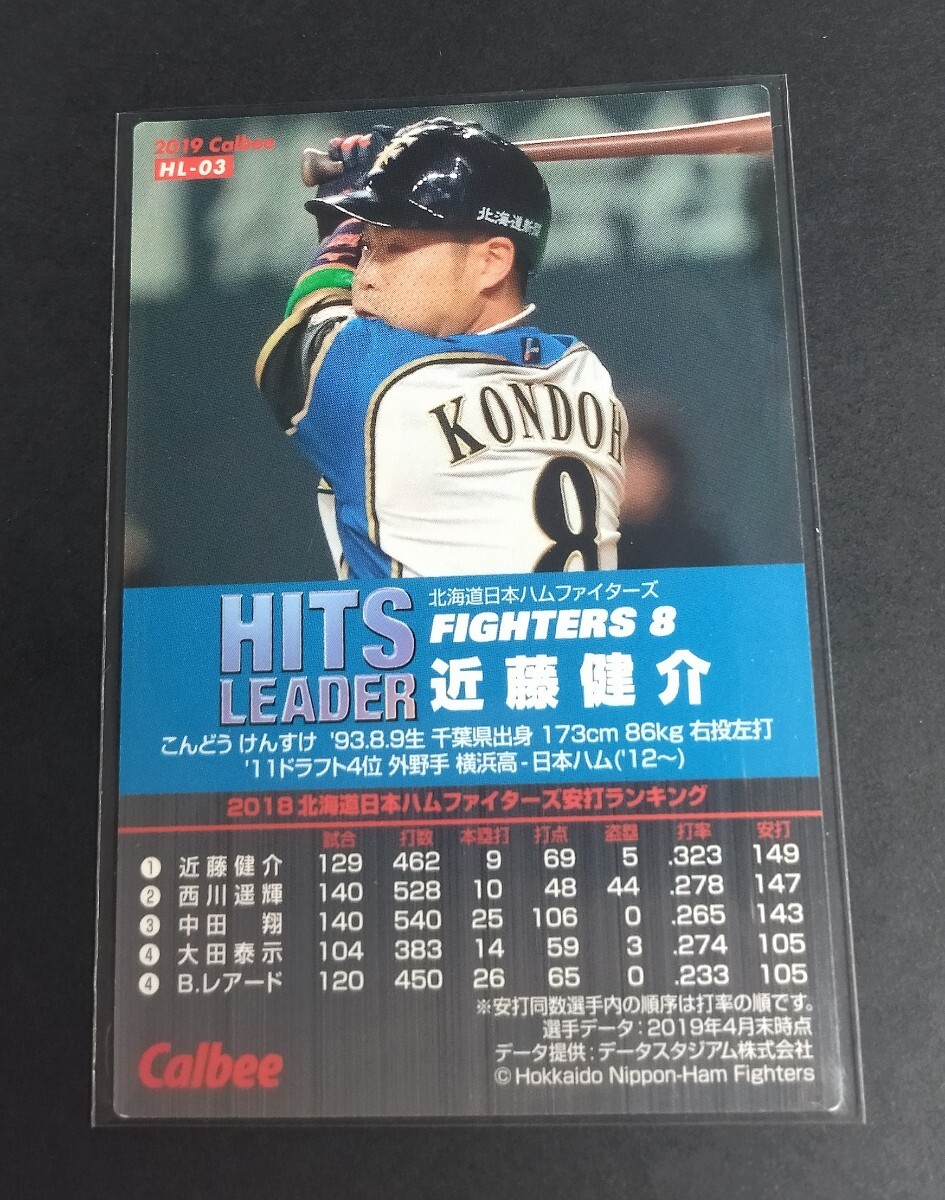 2019 Calbee
HL-03
KONDOH
8
HITS
LEADER
北海道日本ハムファイターズ
FIGHTERS 8
近藤健介
こんどう けんすけ '93.8.9生 千葉県出身 173cm 86kg 右投左打
'11ドラフト4位 外野手 横浜高-日本ハム('12〜)
2018 北海道日本ハムファイターズ安打ランキング
試合 打数 本塁打 打点 盗塁 打率 安打
① 近藤健介 129 462 9 69 5 .323 149
② 西川遥輝 140 528 10 48 44 .278 147
③ 中田 翔 140 540 25 106 0 .265 143
④ 大田泰示 104 383 14 59 3 .274 105
④ B.レアード 120 450 26 65 0 .233 105
※安打同数選手内の順序は打率の順です。
選手データ:2019年4月末時点
データ提供:データスタジアム株式会社
© Hokkaido Nippon-Ham Fighters
Calbee